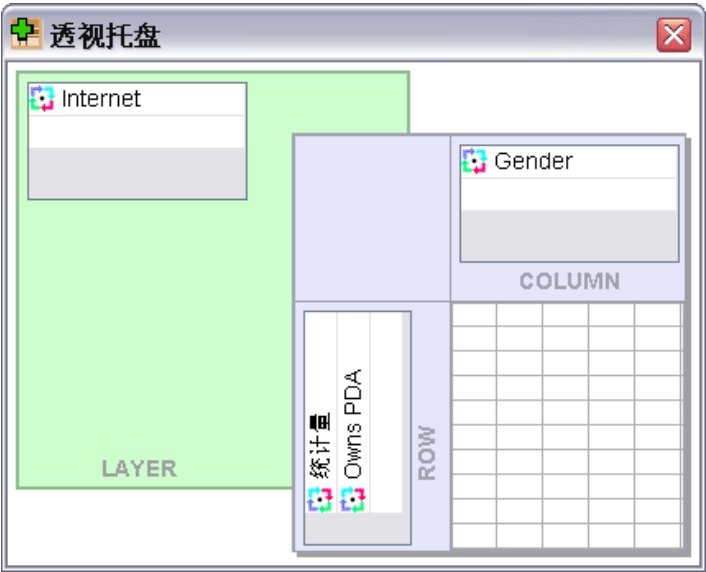 透视托盘
Internet
Gender
COLUMN
统计量
Owns PDA
ROW
LAYER